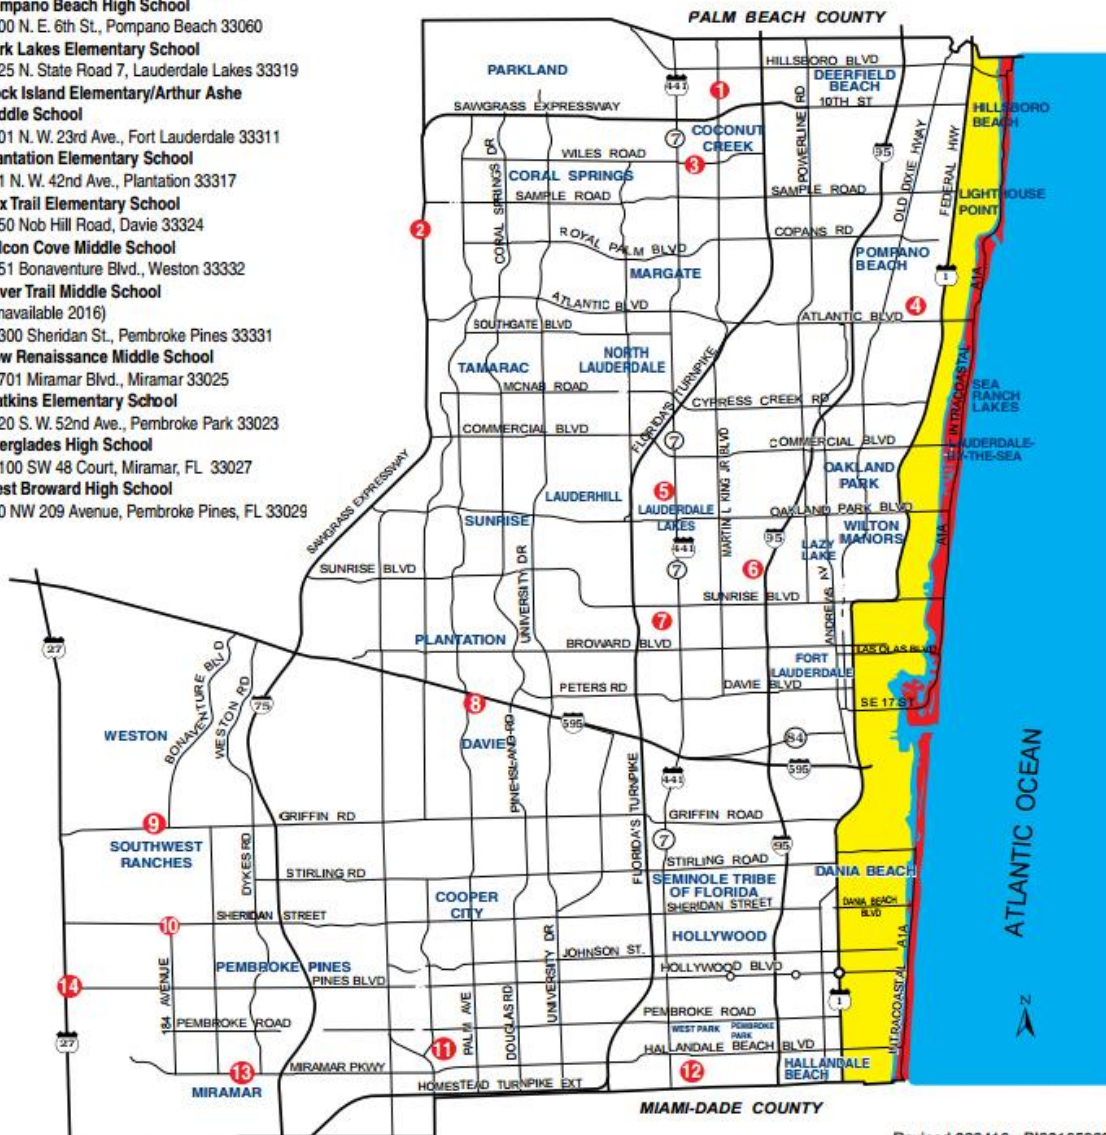 mpano Beach High School
00 N. E. 6th St., Pompano Beach 33060
rk Lakes Elementary School
25 N. State Road 7, Lauderdale Lakes 33319
ock Island Elementary/Arthur Ashe
iddle School
01 N. W. 23rd Ave., Fort Lauderdale 33311
antation Elementary School
1 N. W. 42nd Ave., Plantation 33317
x Trail Elementary School
50 Nob Hill Road, Davie 33324
lcon Cove Middle School
51 Bonaventure Blvd., Weston 33332
ver Trail Middle School
navailable 2016)
300 Sheridan St., Pembroke Pines 33331
w Renaissance Middle School
701 Miramar Blvd., Miramar 33025
atkins Elementary School
20 S. W. 52nd Ave., Pembroke Park 33023
erglades High School
100 SW 48 Court, Miramar, FL 33027
est Broward High School
0 NW 209 Avenue, Pembroke Pines, FL 33029
PALM BEACH COUNTY
HILLSBORO BLVD
PARKLAND
DEERFIELD
BEACH
441
1
10TH ST
SAWGRASS EXPRESSWAY
HILLSBORO
BEACH
COCONUT
CREEK
7
POWERLINE RD
95
OLD DIXIE HWAY
FEDERAL HWY
CORAL SPRINGS DR
WILES ROAD
3
CORAL SPRINGS
SAMPLE ROAD
SAMPLE ROAD
LIGHTHOUSE
POINT
2
ROYAL PALM BLVD
COPANS RD
POMPANO
BEACH
MARGATE
1
A1A
ATLANTIC BLVD
4
ATLANTIC BLVD
SOUTHGATE BLVD
NORTH
LAUDERDALE
TAMARAC
FLORIDA'S TURNPIKE
INTRACOASTAL
MCNAB ROAD
CYPRESS CREEK RD
SEA
RANCH
LAKES
COMMERCIAL BLVD
7
MARTIN L KING JR BLVD
COMMERCIAL BLVD
LAUDERDALE-
BY-THE-SEA
OAKLAND
PARK
SAWGRASS EXPRESSWAY
LAUDERHILL
5
LAUDERDALE
LAKES
OAKLAND PARK BLVD
SUNRISE
WILTON
MANORS
A1A
95
LAZY
LAKE
441
7
6
SUNRISE BLVD
UNIVERSITY DR
SUNRISE BLVD
ANDREWS AV
7
PLANTATION
BROWARD BLVD
LAS OLAS BLVD
27
FORT
LAUDERDALE
BONAVENTURE BLVD
WESTON RD
PETERS RD
DAVIE BLVD
75
8
SE 17 ST
595
WESTON
DAVIE
PINE ISLAND RD
84
595
441
ATLANTIC OCEAN
FLORIDA'S TURNPIKE
9
GRIFFIN RD
GRIFFIN ROAD
SOUTHWEST
RANCHES
7
95
DYKES RD
STIRLING RD
STIRLING ROAD
DANIA BEACH
SEMINOLE TRIBE
OF FLORIDA
COOPER
CITY
SHERIDAN STREET
DANIA BEACH
BLVD
SHERIDAN STREET
10
HOLLYWOOD
UNIVERSITY DR
JOHNSON ST.
A1A
PEMBROKE PINES
HOLLYWOOD BLVD
PINES BLVD
14
184 AVENUE
1
N
PALM AVE
DOUGLAS RD
PEMBROKE ROAD
PEMBROKE ROAD
INTRACOASTAL
WEST PARK
PEMBROKE
PARK
27
11
HALLANDALE BEACH BLVD
MIRAMAR PKWY
13
12
HALLANDALE
BEACH
HOMESTEAD TURNPIKE EXT
MIRAMAR
MIAMI-DADE COUNTY